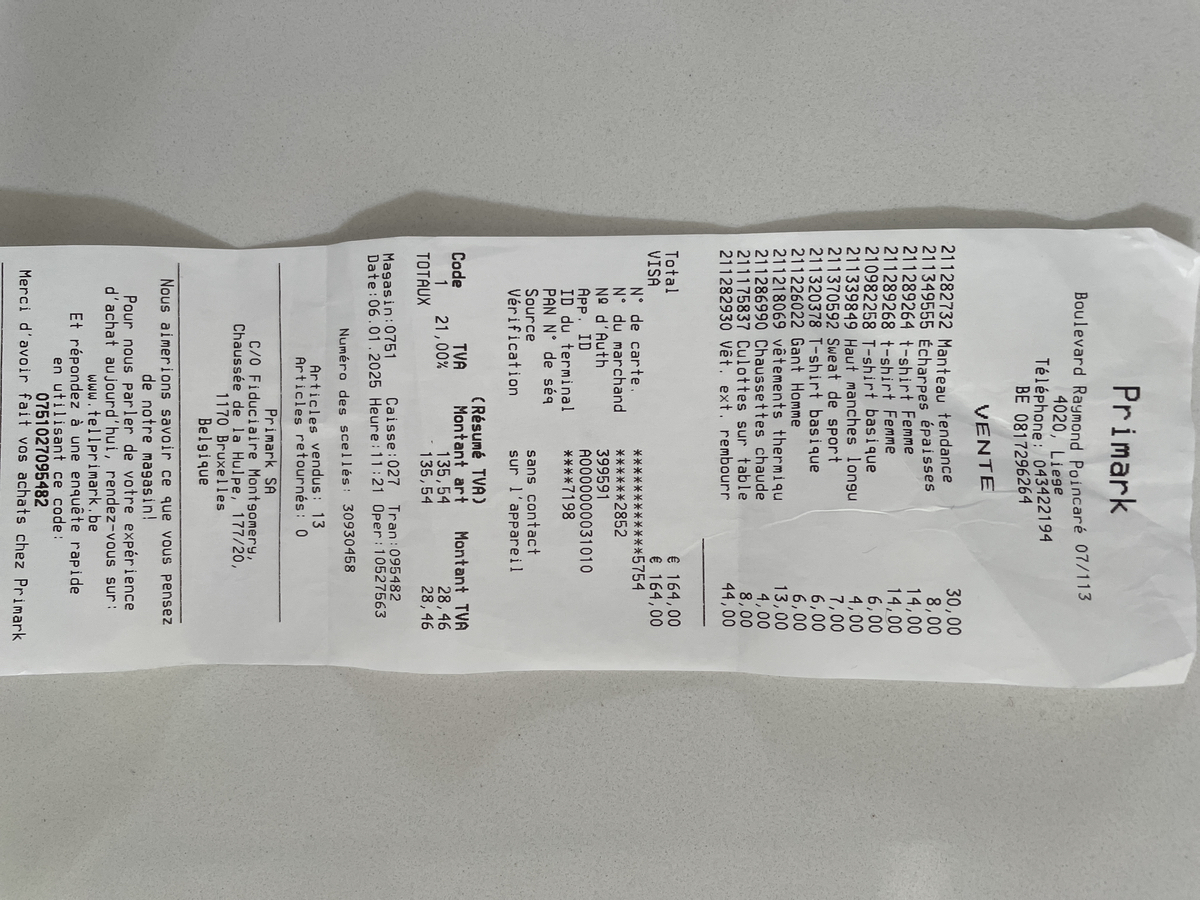 Primark
Boulevard Raymond Poincaré 07/113
4020, Liege
Téléphone: 043422194
BE 0817296264
VENTE
211282732 Manteau tendance 30,00
211349555 Écharpes épaisses 8,00
211289264 t-shirt Femme 14,00
211289268 t-shirt Femme 14,00
210982258 T-shirt basique 6,00
211339849 Haut manches longu 4,00
211370592 Sweat de sport 7,00
211320378 T-shirt basique 6,00
211226022 Gant Homme 6,00
211218069 vêtements thermiqu 13,00
211286990 Chaussettes chaude 4,00
211175837 Culottes sur table 8,00
211282930 Vêt. ext. rembourr 44,00
Total € 164,00
VISA € 164,00
N° de carte. ************5754
N° du marchand ******2852
Nº d'Auth 399591
App. ID A0000000031010
ID du terminal ****7198
PAN N° de séq
Source sans contact
Vérification sur l'appareil
(Résumé TVA)
Code TVA Montant art Montant TVA
1 21,00% 135,54 28,46
TOTAUX 135,54 28,46
Magasin:0751 Caisse:027 Tran:095482
Date:06.01.2025 Heure:11:21 Oper:10527563
Numéro des scellés: 30930458
Articles vendus: 13
Articles retournés: 0
Primark SA
C/O Fiduciaire Montgomery,
Chaussée de la Hulpe, 177/20,
1170 Bruxelles
Belgique
Nous aimerions savoir ce que vous pensez
de notre magasin!
Pour nous parler de votre expérience
d'achat aujourd'hui, rendez-vous sur:
www.tellprimark.be
Et répondez à une enquête rapide
en utilisant ce code:
0751027095482
Merci d'avoir fait vos achats chez Primark